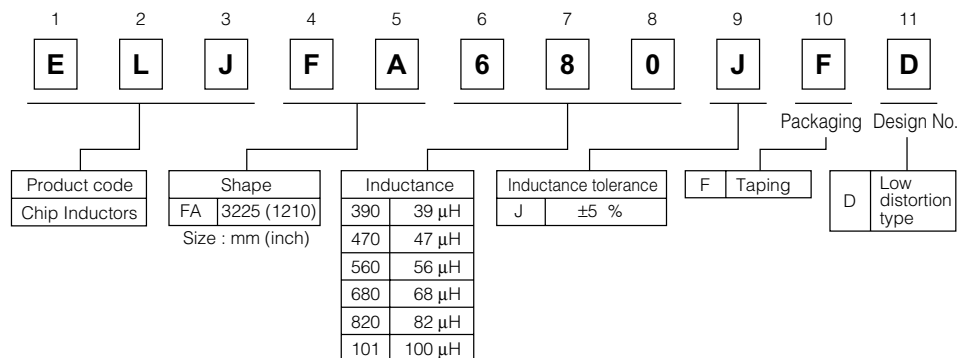 1 2 3 4 5 6 7 8 9 10 11
E L J F A 6 8 0 J F D
Packaging Design No.
Product code
Chip Inductors
Shape
FA 3225 (1210)
Size : mm (inch)
Inductance
390 39 μH
470 47 μH
560 56 μH
680 68 μH
820 82 μH
101 100 μH
Inductance tolerance
J ±5 %
F Taping
D Low
distortion
type